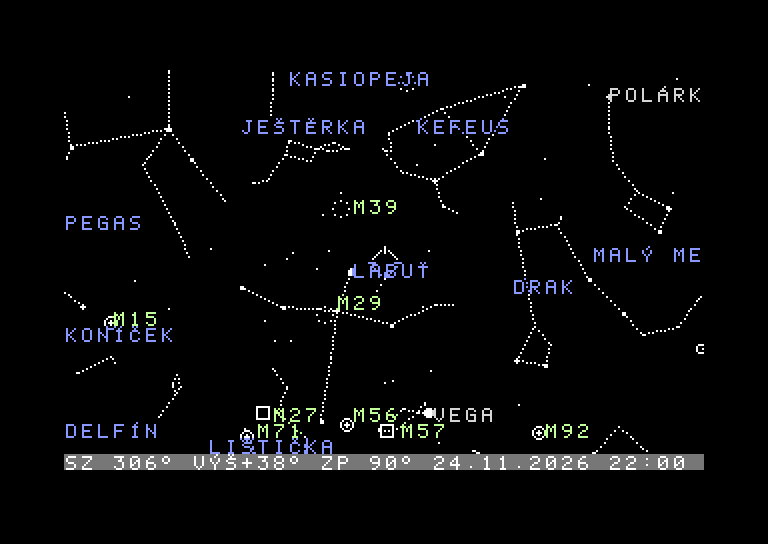 KASIOPEJA
POLÁRK
JEŠTĚRKA KEFEUS
M39
PEGAS
MALÝ ME
LABUŤ
DRAK
M29
M15
KONÍČEK
M27 M56 VEGA
DELFÍN M71 M57 M92
LIŠTIČKA
SZ 306° VÝŠ+38° ZP 90° 24.11.2026 22:00